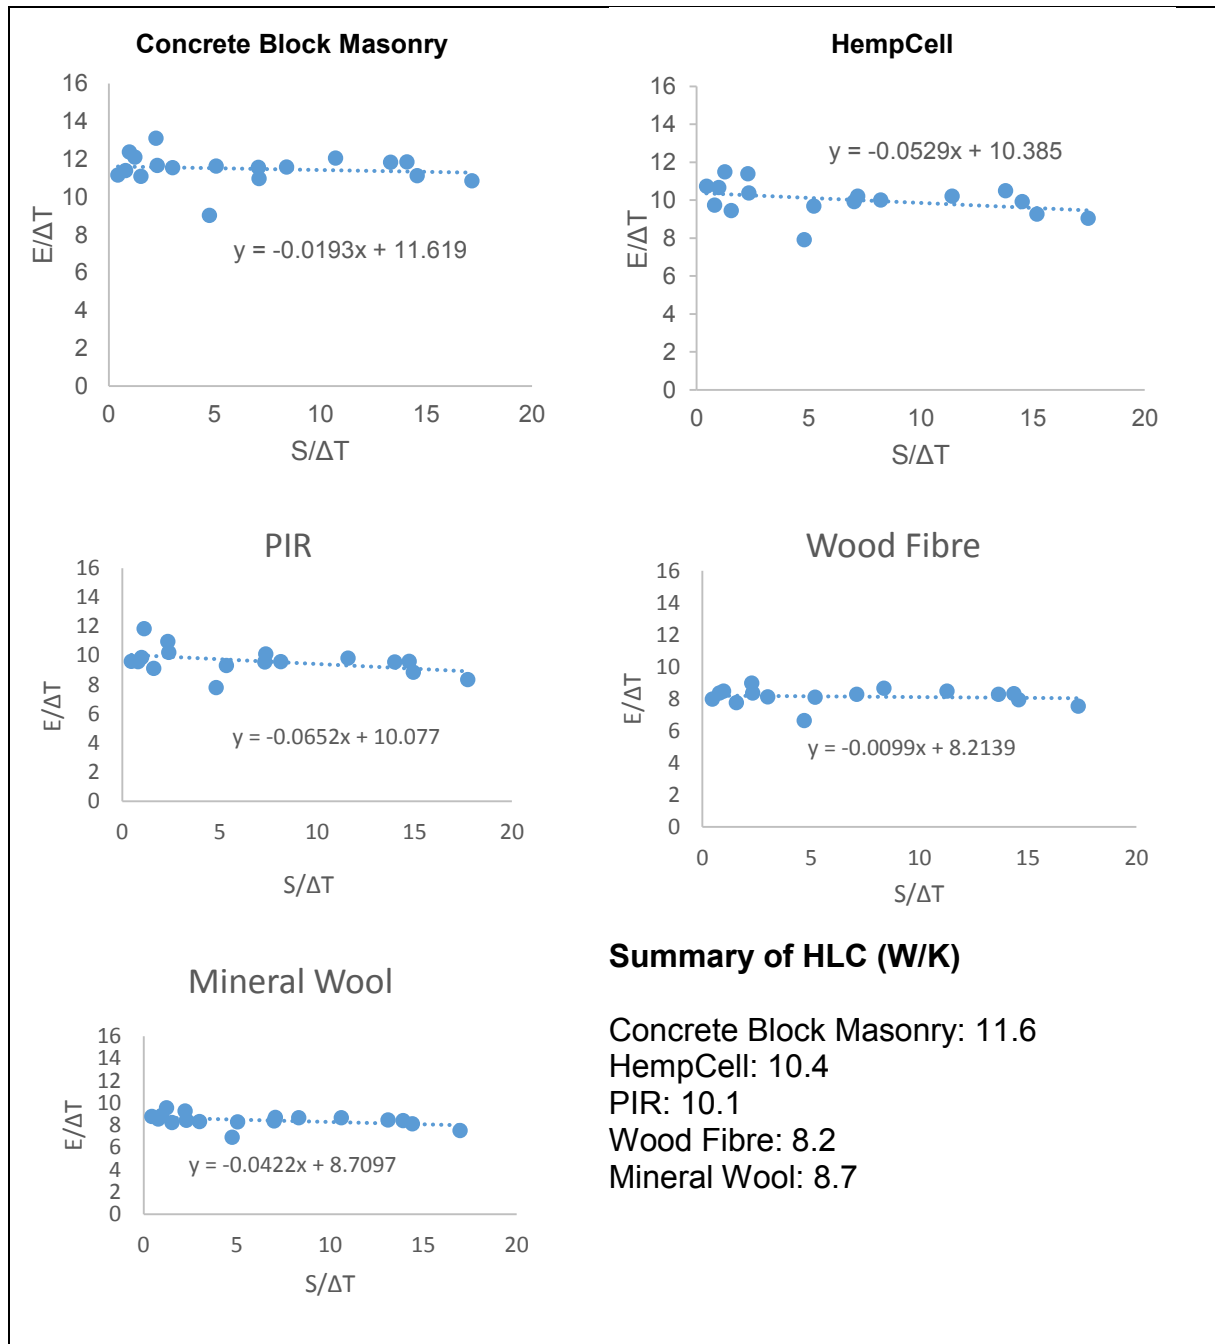 Concrete Block Masonry
16
14
12
10
8
6
4
2
0
E/ΔT
y = -0.0193x + 11.619
0
5
10
15
20
S/ΔT
HempCell
16
14
12
10
8
6
4
2
0
E/ΔT
y = -0.0529x + 10.385
0
5
10
15
20
S/ΔT
PIR
16
14
12
10
8
6
4
2
0
E/ΔT
y = -0.0652x + 10.077
0
5
10
15
20
S/ΔT
Wood Fibre
16
14
12
10
8
6
4
2
0
E/ΔT
y = -0.0099x + 8.2139
0
5
10
15
20
S/ΔT
Mineral Wool
16
14
12
10
8
6
4
2
0
E/ΔT
y = -0.0422x + 8.7097
0
5
10
15
20
S/ΔT
Summary of HLC (W/K)
Concrete Block Masonry: 11.6
HempCell: 10.4
PIR: 10.1
Wood Fibre: 8.2
Mineral Wool: 8.7